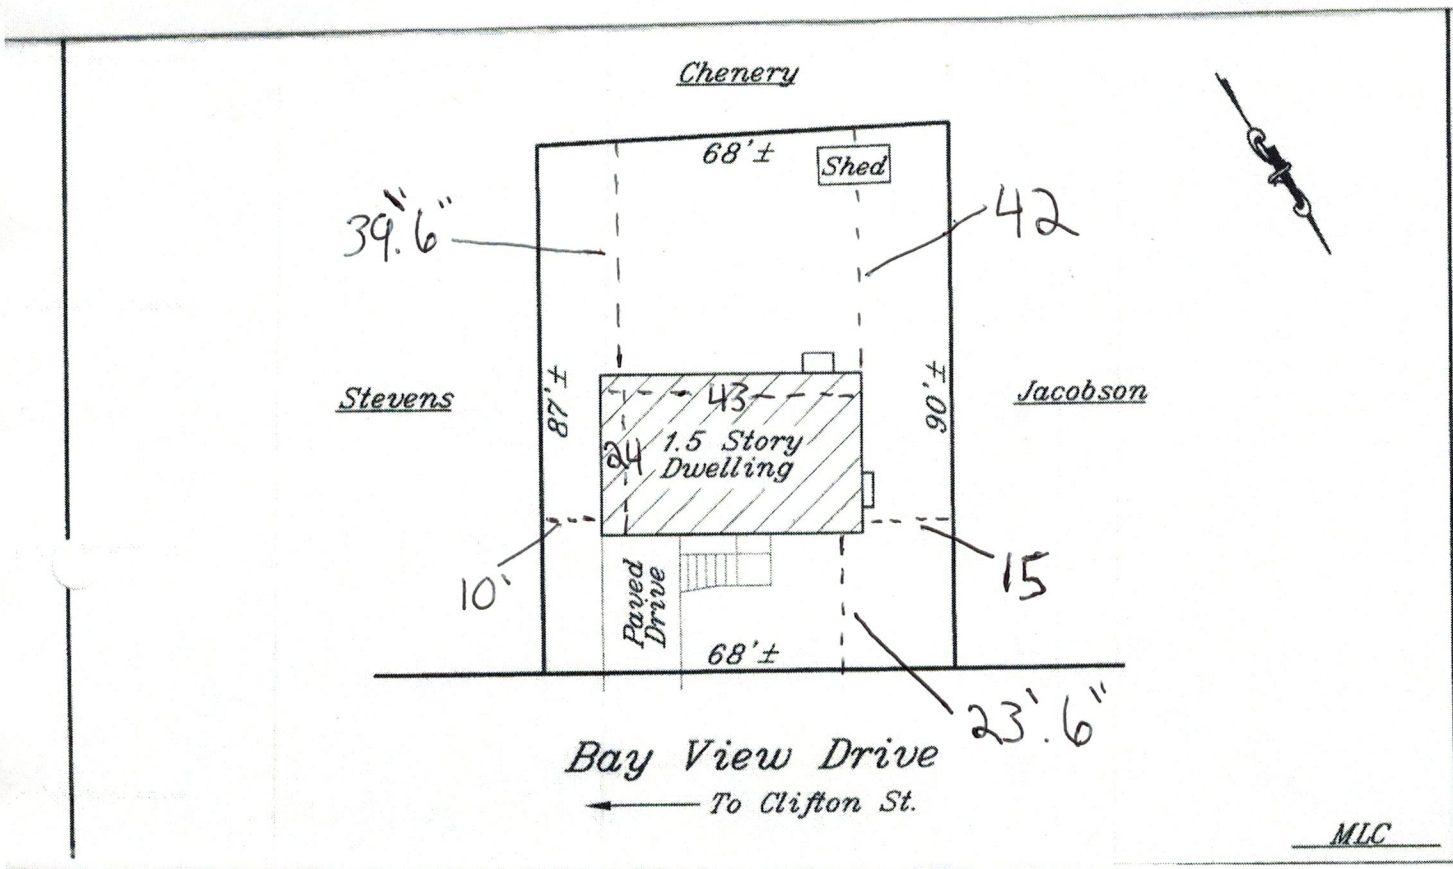 Chenery
68'±
Shed
39'.6"
42
Stevens
87'±
43
90'±
Jacobson
24
1.5 Story
Dwelling
10'
Paved
Drive
15
68'±
23'.6"
Bay View Drive
To Clifton St.
MLC